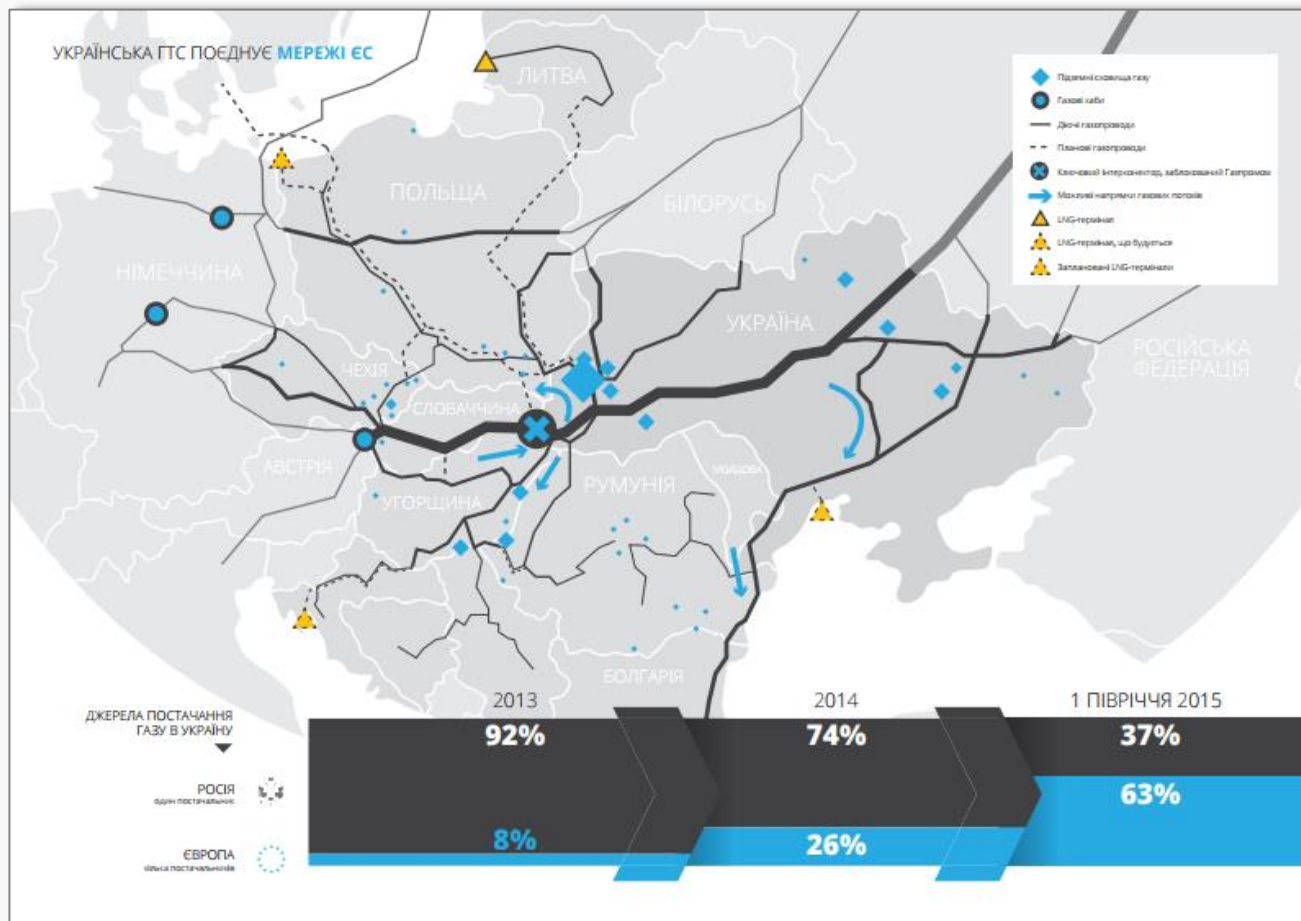 УКРАЇНСЬКА ГТС ПОЄДНУЄ МЕРЕЖІ ЄС
Підземні сховища газу
Газові хаби
Діючі газопроводи
Планові газопроводи
Ключовий інтерконектор, заблокований Газпромом
Можливі напрямки газових потоків
LNG-термінал
LNG-термінал, що будується
Заплановані LNG-термінали
ЛИТВА
ПОЛЬЩА
БІЛОРУСЬ
НІМЕЧЧИНА
УКРАЇНА
РОСІЙСЬКА
ФЕДЕРАЦІЯ
ЧЕХІЯ
СЛОВАЧЧИНА
АВСТРІЯ
УГОРЩИНА
РУМУНІЯ
МОЛДОВА
БОЛГАРІЯ
ДЖЕРЕЛА ПОСТАЧАННЯ
ГАЗУ В УКРАЇНУ
2013
2014
1 ПІВРІЧЧЯ 2015
92%
74%
37%
РОСІЯ
один постачальник
63%
8%
26%
ЄВРОПА
кілька постачальників